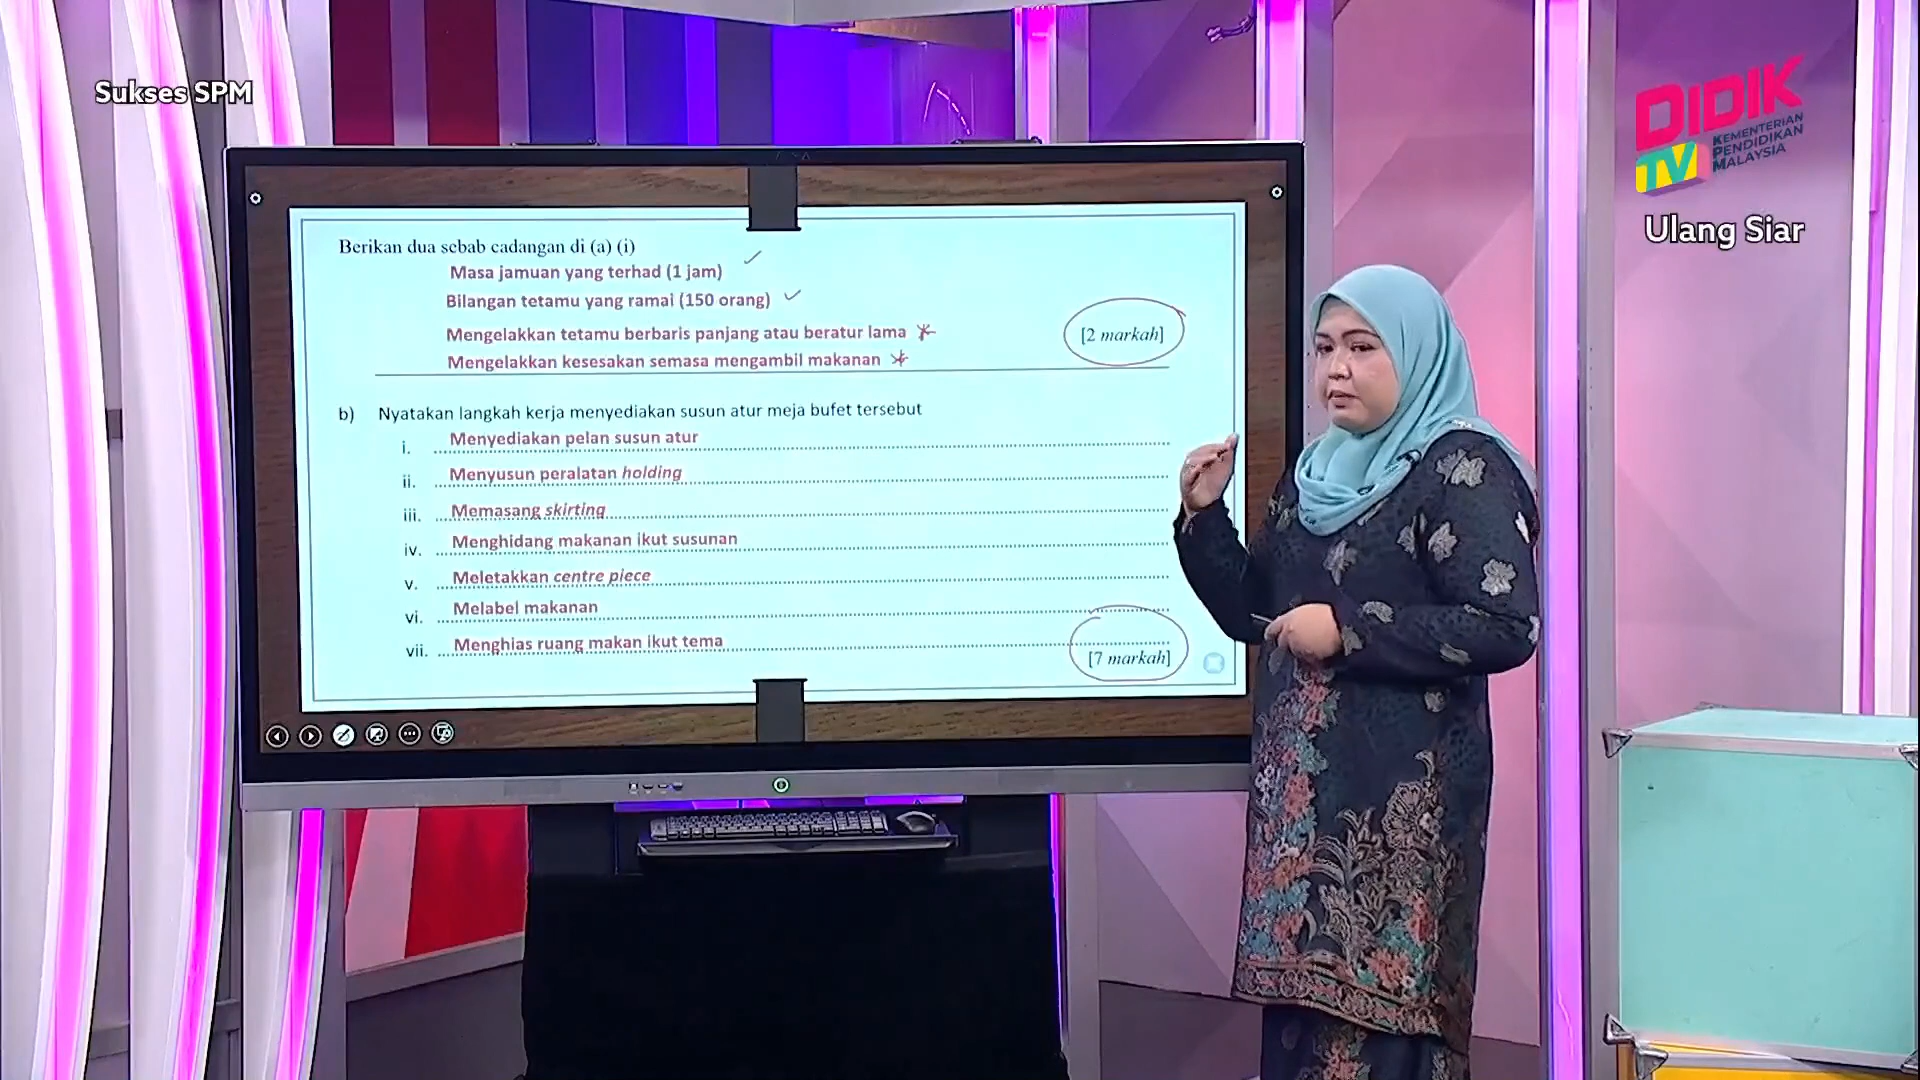 Sukses SPM
DIDIK
TV
KEMENTERIAN
PENDIDIKAN
MALAYSIA
Ulang Siar
Berikan dua sebab cadangan di (a) (i)
Masa jamuan yang terhad (1 jam)
Bilangan tetamu yang ramai (150 orang)
Mengelakkan tetamu berbaris panjang atau beratur lama
[2 markah]
Mengelakkan kesesakan semasa mengambil makanan
b) Nyatakan langkah kerja menyediakan susun atur meja bufet tersebut
i. Menyediakan pelan susun atur
ii. Menyusun peralatan holding
iii. Memasang skirting
iv. Menghidang makanan ikut susunan
v. Meletakkan centre piece
vi. Melabel makanan
vii. Menghias ruang makan ikut tema
[7 markah]